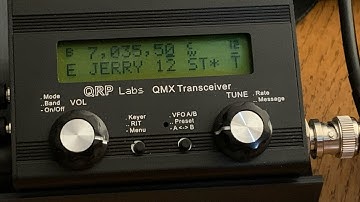 B 7,035,50
E JERRY 12 ST* T
QRP Labs QMX Transceiver
Mode
Band
On/Off
VOL
Keyer
RIT
Menu
VFO A/B
Preset
A <-> B
TUNE
Rate
Message